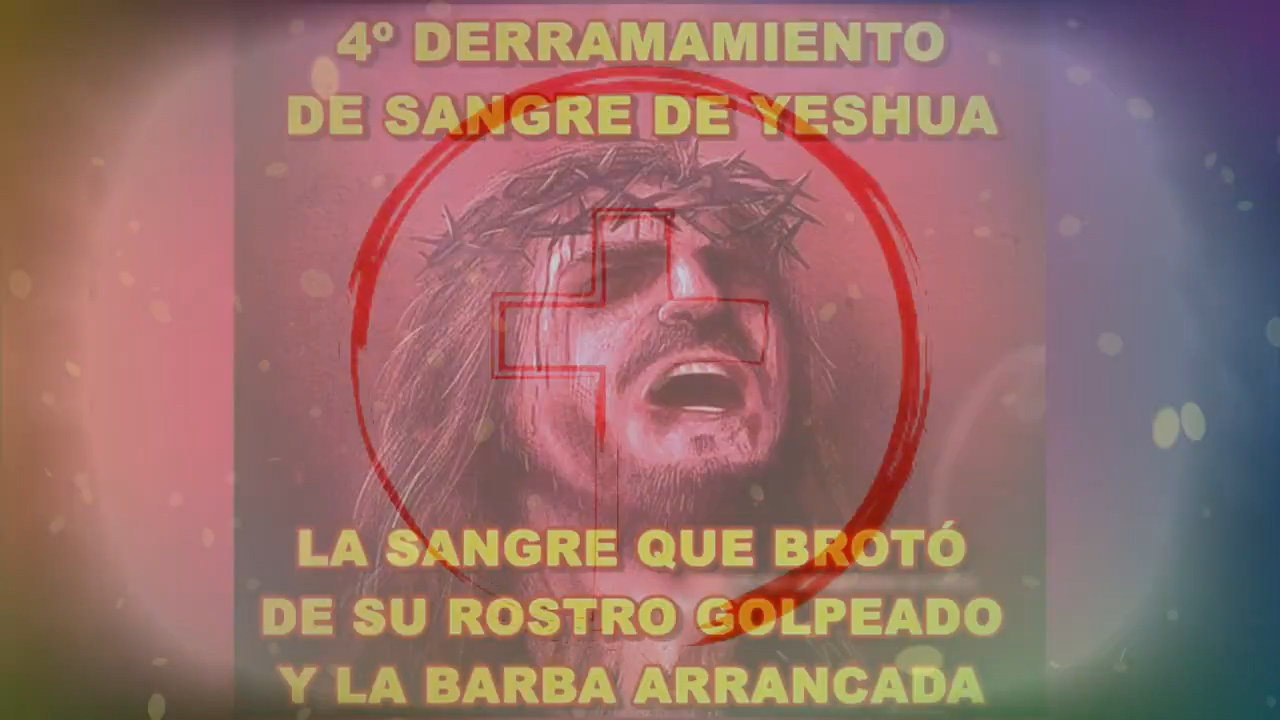 4º DERRAMAMIENTO
DE SANGRE DE YESHUA
LA SANGRE QUE BROTÓ
DE SU ROSTRO GOLPEADO
Y LA BARBA ARRANCADA